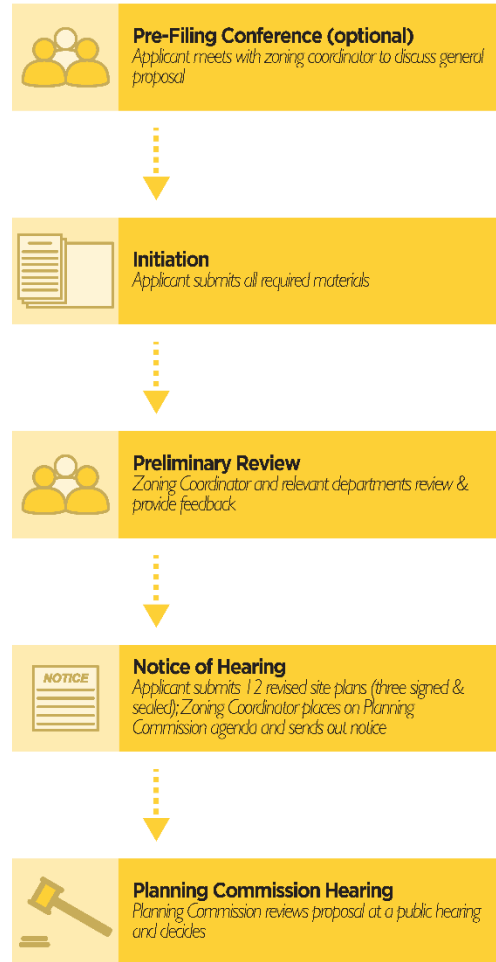 Pre-Filing Conference (optional)
Applicant meets with zoning coordinator to discuss general
proposal
Initiation
Applicant submits all required materials
Preliminary Review
Zoning Coordinator and relevant departments review &
provide feedback
NOTICE
Notice of Hearing
Applicant submits 12 revised site plans (three signed &
sealed); Zoning Coordinator places on Planning
Commission agenda and sends out notice
Planning Commission Hearing
Planning Commission reviews proposal at a public hearing
and decides